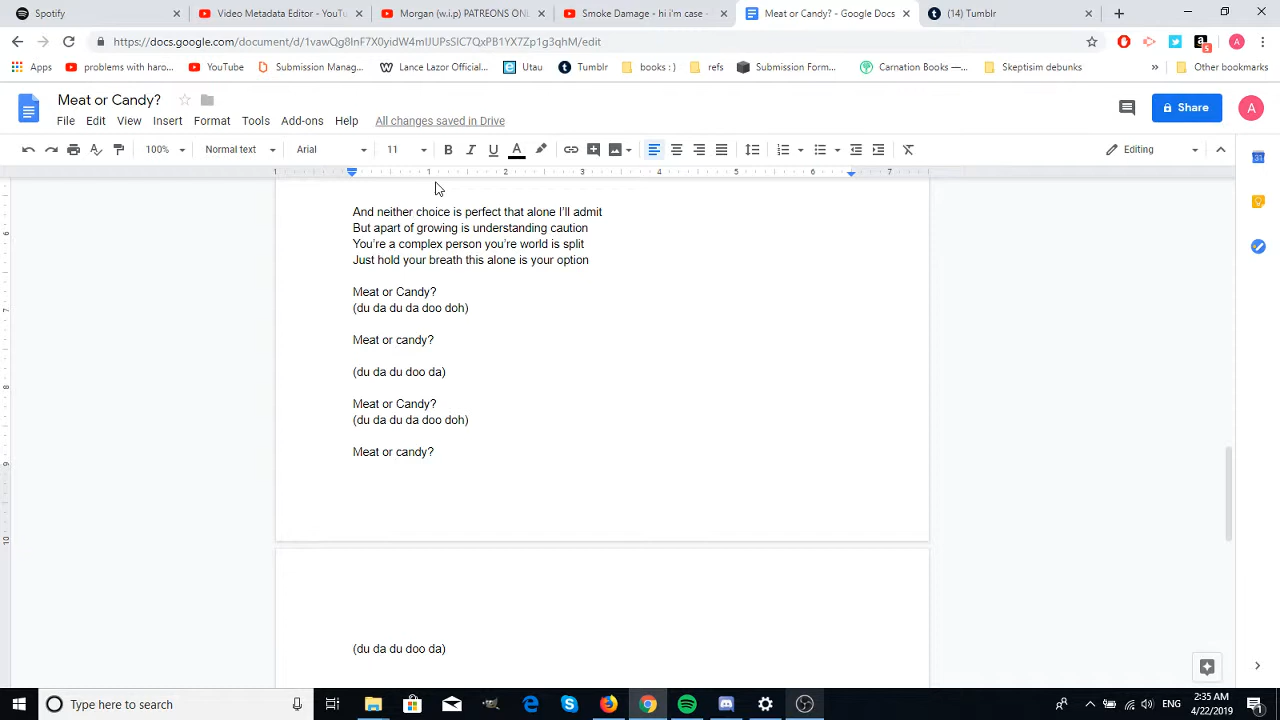 Spotify
Video Metadata Editor - YouTu
Morgan (w.i.p) PATREONS ONL
Smoke Damage - hi i'm case -
Meat or Candy? - Google Docs
(14) Tumblr
Apps
problems with haro...
YouTube
Submission Manag...
Lance Lazor Official...
Utau
Tumblr
books :)
refs
Submission Form...
Carnation Books —...
Skeptisim debunks
Other bookmarks
Meat or Candy?
File Edit View Insert Format Tools Add-ons Help All changes saved in Drive
Share
A
100% Normal text Arial 11 Editing
And neither choice is perfect that alone I'll admit
But apart of growing is understanding caution
You're a complex person you're world is split
Just hold your breath this alone is your option
Meat or Candy?
(du da du da doo doh)
Meat or candy?
(du da du doo da)
Meat or Candy?
(du da du da doo doh)
Meat or candy?
(du da du doo da)
Type here to search
ENG
2:35 AM
4/22/2019